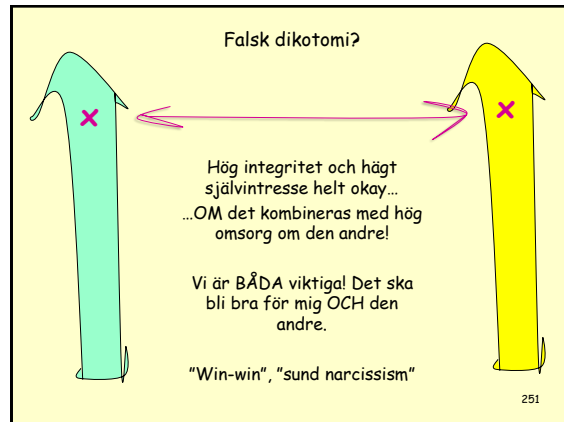 Falsk dikotomi?
Hög integritet och hägt
självintresse helt okay…
…OM det kombineras med hög
omsorg om den andre!
Vi är BÅDA viktiga! Det ska
bli bra för mig OCH den
andre.
”Win-win”, ”sund narcissism”
251